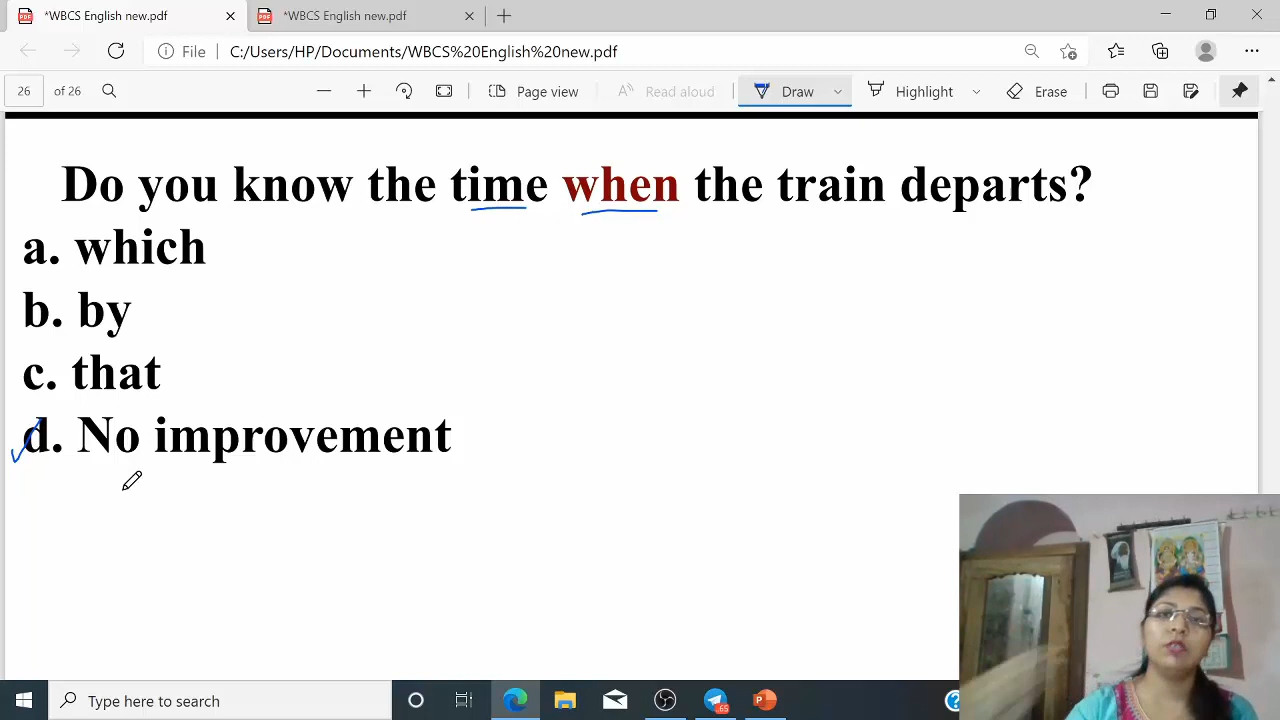 *WBCS English new.pdf
*WBCS English new.pdf
File
C:/Users/HP/Documents/WBCS%20English%20new.pdf
26 of 26
Page view
Read aloud
Draw
Highlight
Erase
Do you know the time when the train departs?
a. which
b. by
c. that
d. No improvement
Type here to search